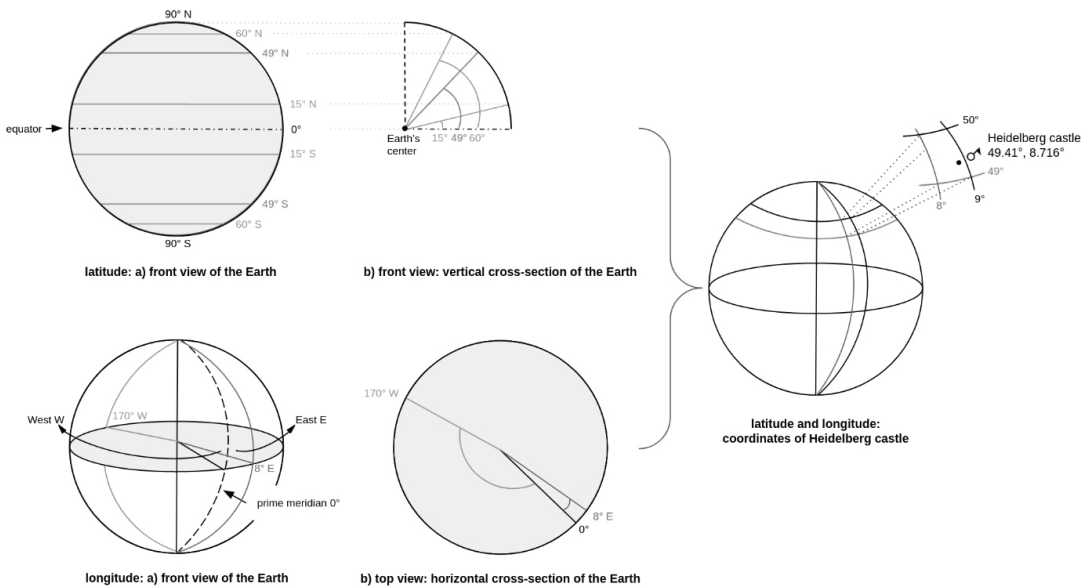 90° N
60° N
49° N
15° N
equator
0°
15° S
49° S
60° S
90° S
latitude: a) front view of the Earth
Earth's
center
15° 49° 60°
b) front view: vertical cross-section of the Earth
50°
Heidelberg castle
49.41°, 8.716°
49°
8°
9°
latitude and longitude:
coordinates of Heidelberg castle
West W
170° W
East E
8° E
prime meridian 0°
longitude: a) front view of the Earth
170° W
8° E
0°
b) top view: horizontal cross-section of the Earth